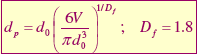 d_p = d_0 (6V / πd_0^3)^{1/D_f} ;  D_f = 1.8